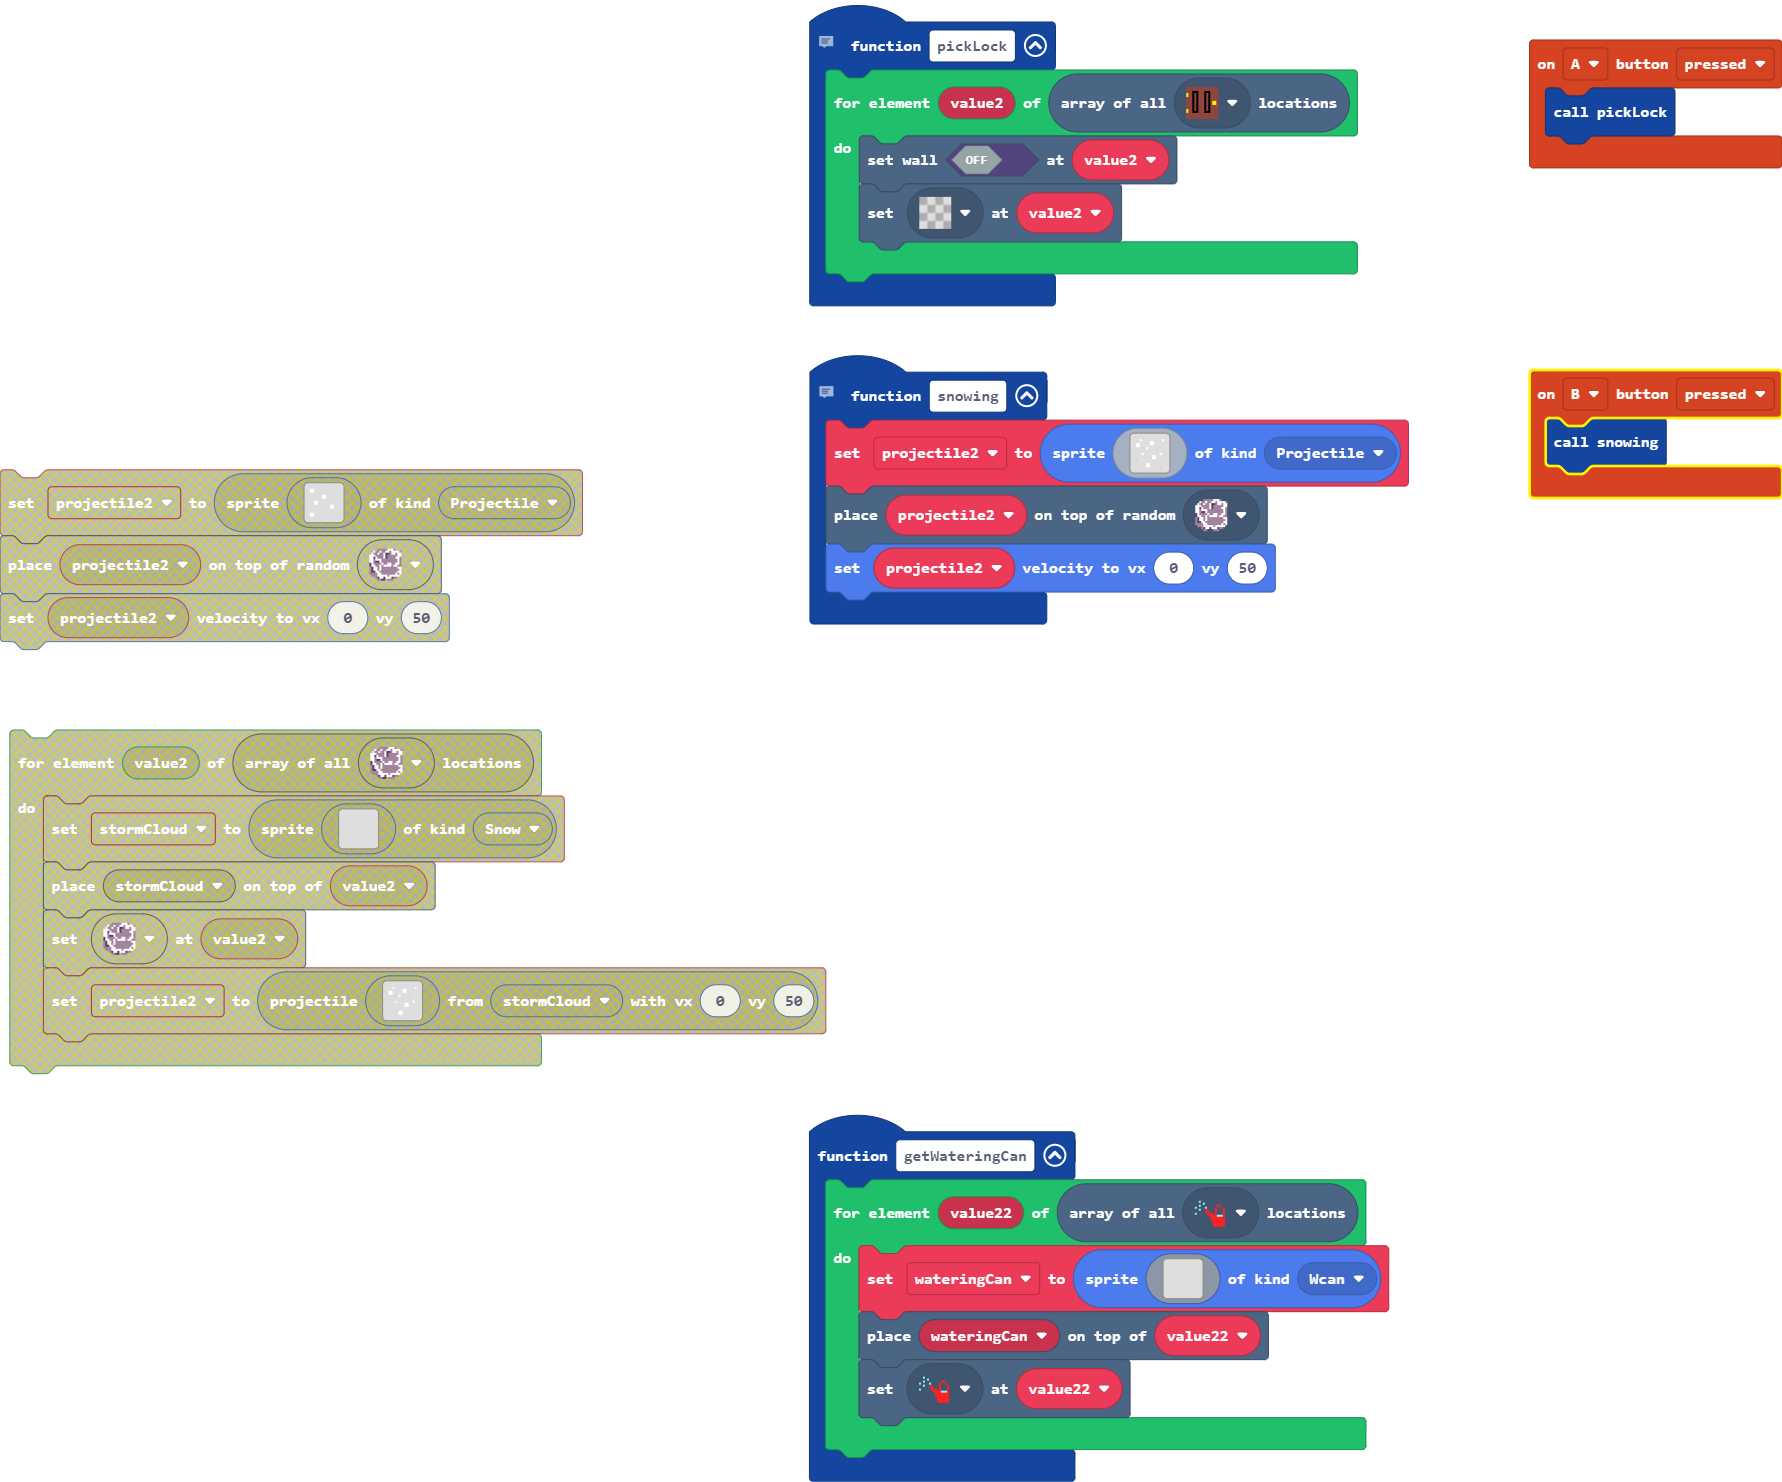 function pickLock
for element value2 of array of all locations
do
set wall OFF at value2
set at value2
on A button pressed
call pickLock
function snowing
set projectile2 to sprite of kind Projectile
place projectile2 on top of random
set projectile2 velocity to vx 0 vy 50
on B button pressed
call snowing
set projectile2 to sprite of kind Projectile
place projectile2 on top of random
set projectile2 velocity to vx 0 vy 50
for element value2 of array of all locations
do
set stormCloud to sprite of kind Snow
place stormCloud on top of value2
set at value2
set projectile2 to projectile from stormCloud with vx 0 vy 50
function getWateringCan
for element value22 of array of all locations
do
set wateringCan to sprite of kind Wcan
place wateringCan on top of value22
set at value22